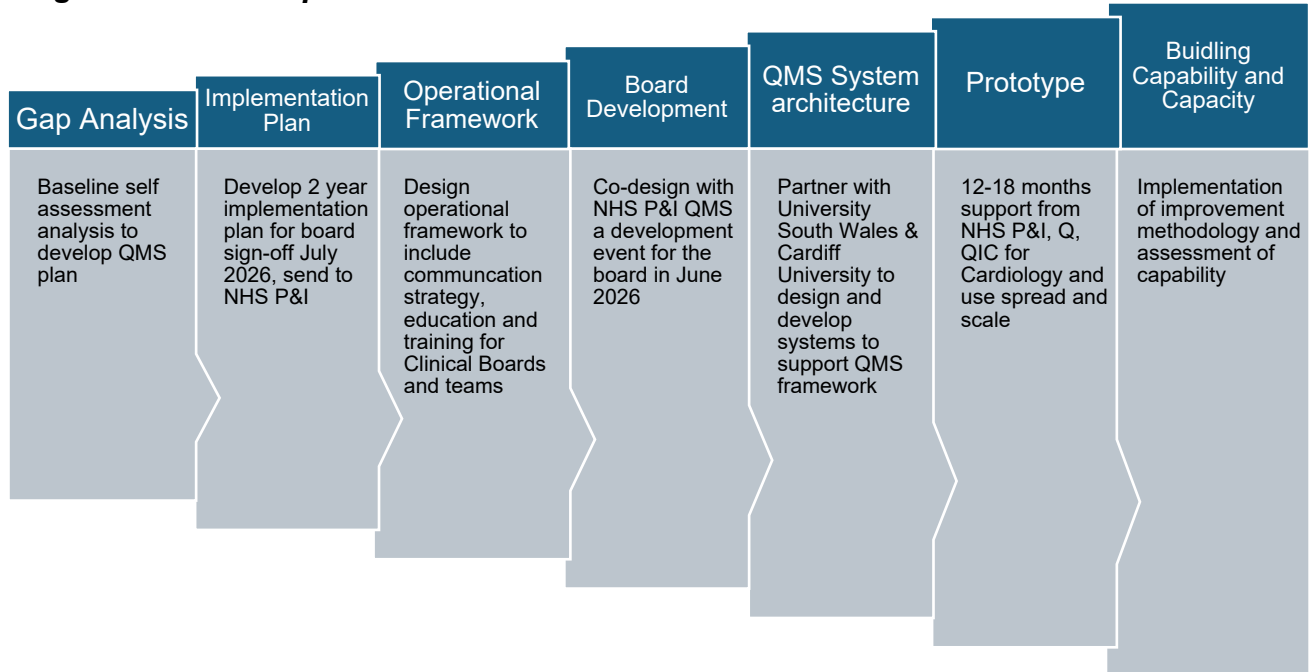 Gap Analysis
Baseline self
assessment
analysis to
develop QMS
plan
Implementation
Plan
Develop 2 year
implementation
plan for board
sign-off July
2026, send to
NHS P&I
Operational
Framework
Design
operational
framework to
include
communcation
strategy,
education and
training for
Clinical Boards
and teams
Board
Development
Co-design with
NHS P&I QMS
a development
event for the
board in June
2026
QMS System
architecture
Partner with
University
South Wales &
Cardiff
University to
design and
develop
systems to
support QMS
framework
Prototype
12-18 months
support from
NHS P&I, Q,
QIC for
Cardiology and
use spread and
scale
Buidling
Capability and
Capacity
Implementation
of improvement
methodology and
assessment of
capability